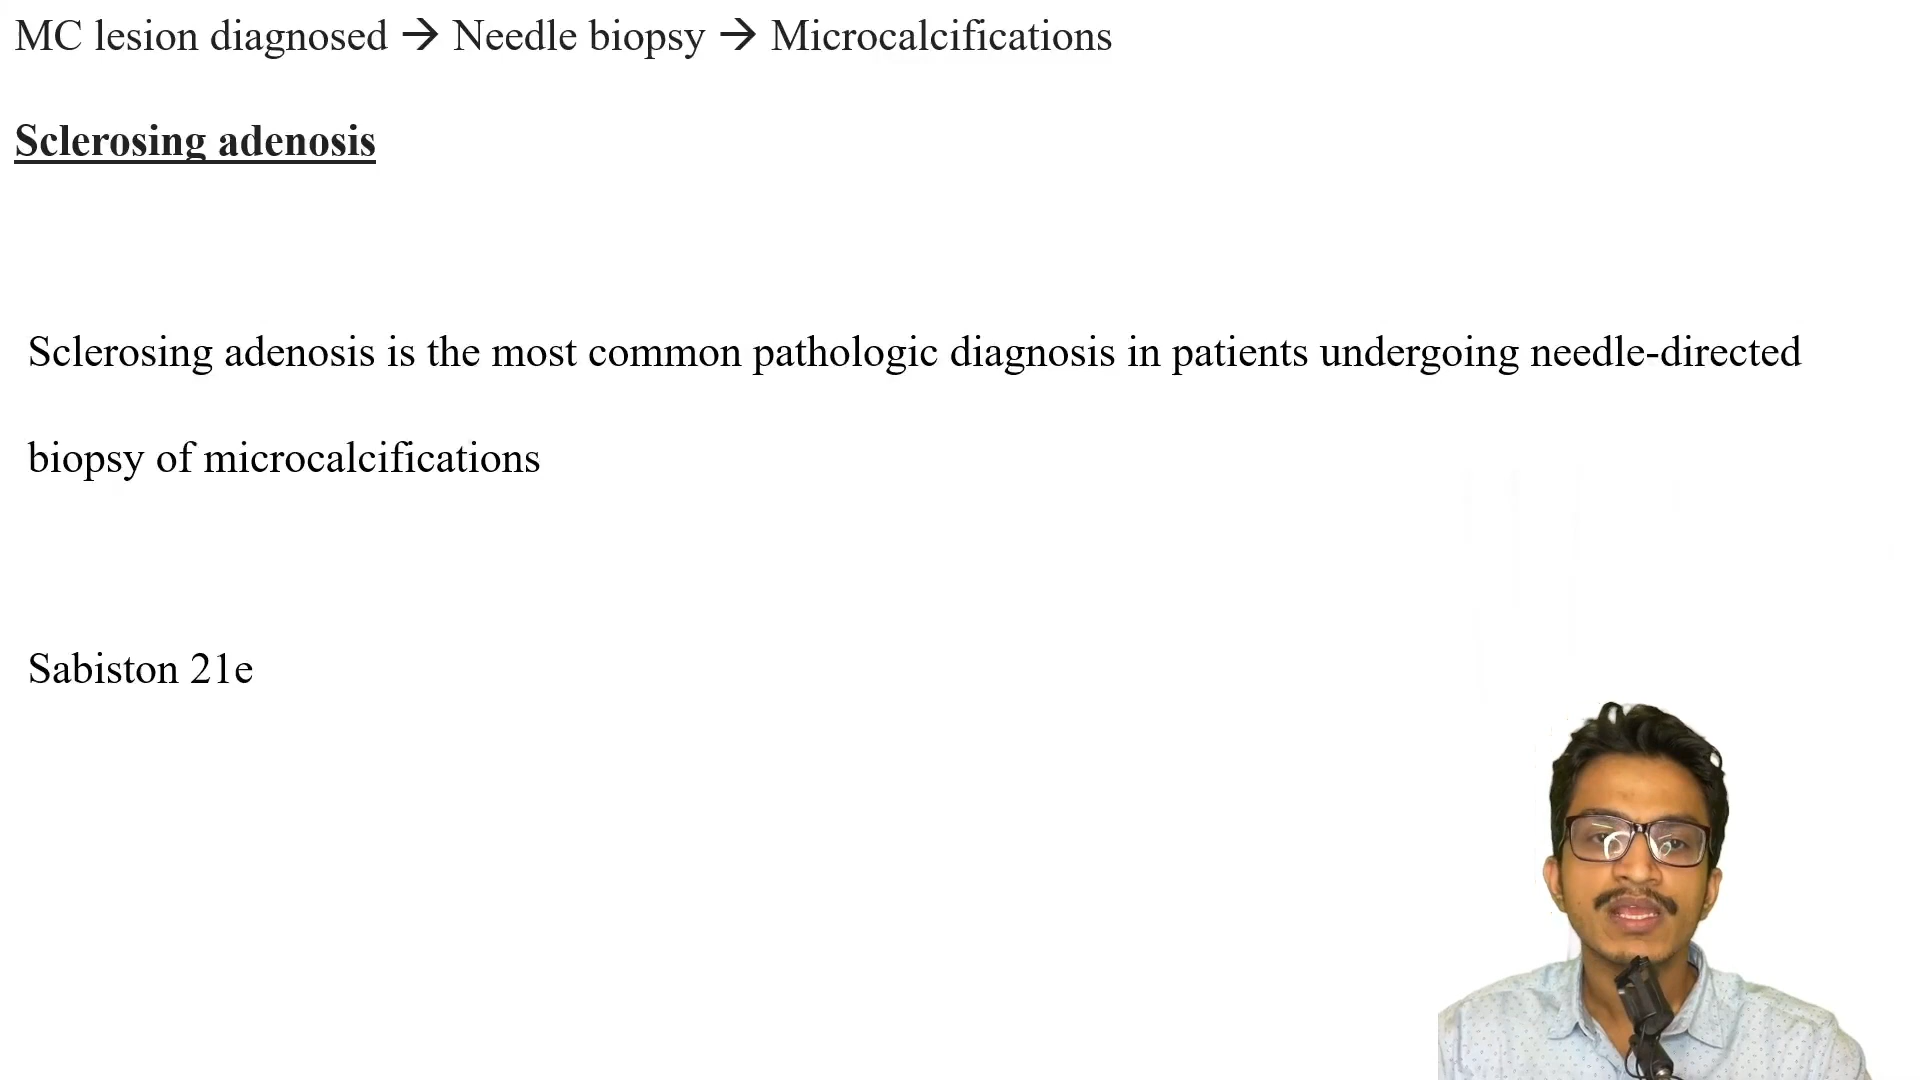 MC lesion diagnosed → Needle biopsy → Microcalcifications
Sclerosing adenosis
Sclerosing adenosis is the most common pathologic diagnosis in patients undergoing needle-directed
biopsy of microcalcifications
Sabiston 21e